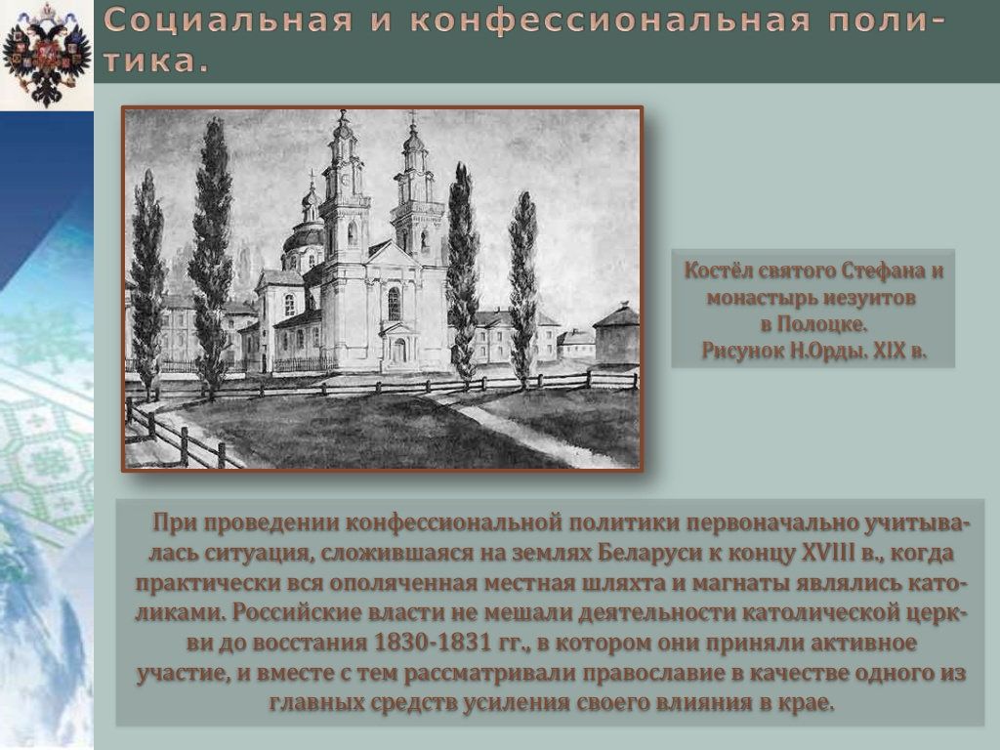 Социальная и конфессиональная поли-
тика.
Костёл святого Стефана и
монастырь иезуитов
в Полоцке.
Рисунок Н.Орды. XIX в.
При проведении конфессиональной политики первоначально учитыва-
лась ситуация, сложившаяся на землях Беларуси к концу XVIII в., когда
практически вся ополяченная местная шляхта и магнаты являлись като-
ликами. Российские власти не мешали деятельности католической церк-
ви до восстания 1830-1831 гг., в котором они приняли активное
участие, и вместе с тем рассматривали православие в качестве одного из
главных средств усиления своего влияния в крае.